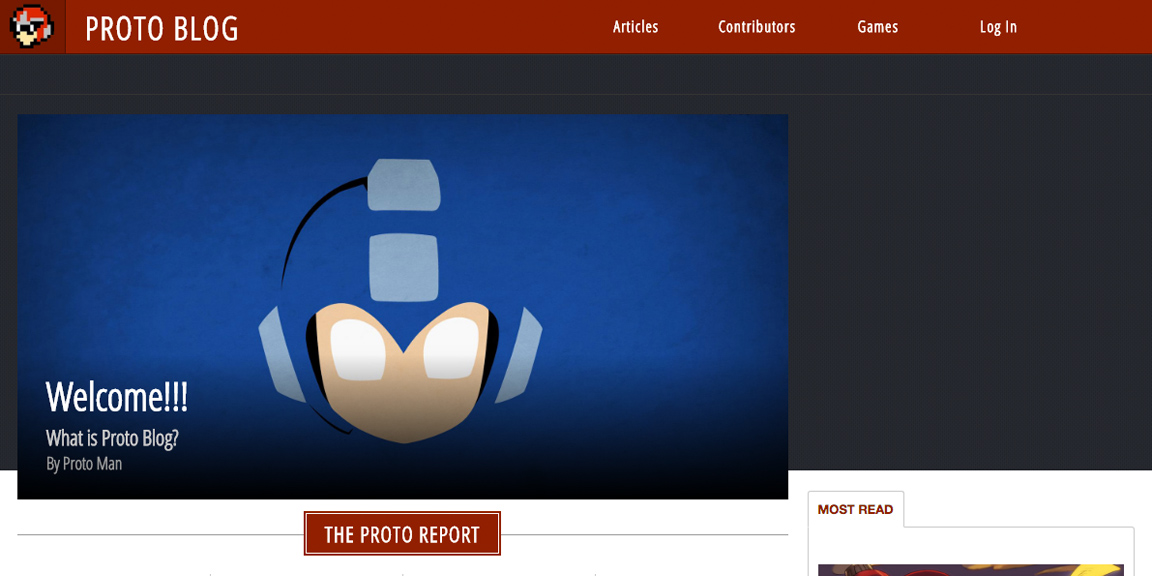 PROTO BLOG
Articles
Contributors
Games
Log In
Welcome!!!
What is Proto Blog?
By Proto Man
THE PROTO REPORT
MOST READ